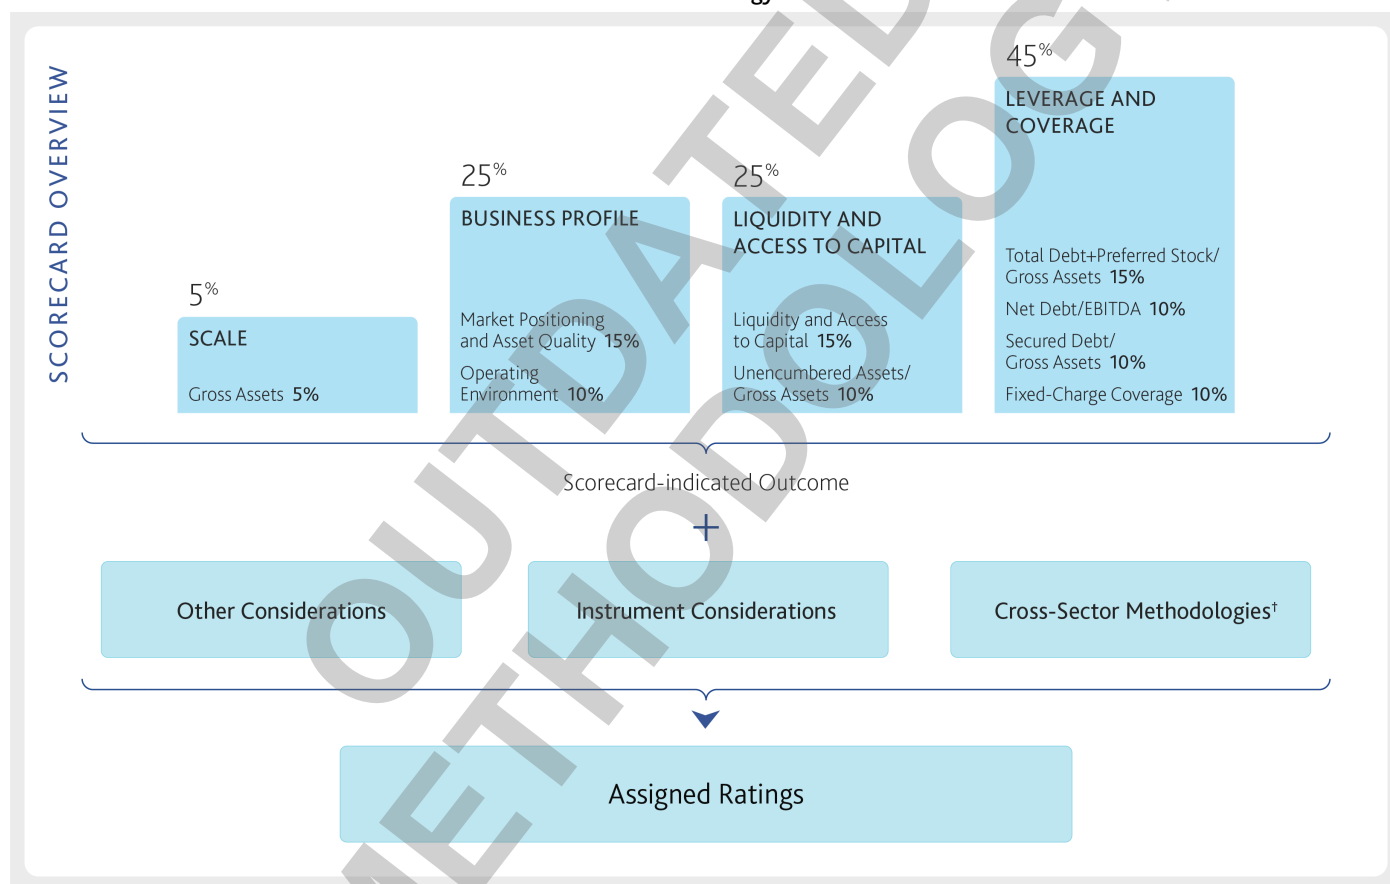 SCORECARD OVERVIEW
5%
SCALE
Gross Assets 5%
25%
BUSINESS PROFILE
Market Positioning
and Asset Quality 15%
Operating
Environment 10%
25%
LIQUIDITY AND
ACCESS TO CAPITAL
Liquidity and Access
to Capital 15%
Unencumbered Assets/
Gross Assets 10%
45%
LEVERAGE AND
COVERAGE
Total Debt+Preferred Stock/
Gross Assets 15%
Net Debt/EBITDA 10%
Secured Debt/
Gross Assets 10%
Fixed-Charge Coverage 10%
Scorecard-indicated Outcome
+
Other Considerations
Instrument Considerations
Cross-Sector Methodologies†
Assigned Ratings
OUTDATED
METHODOLOG